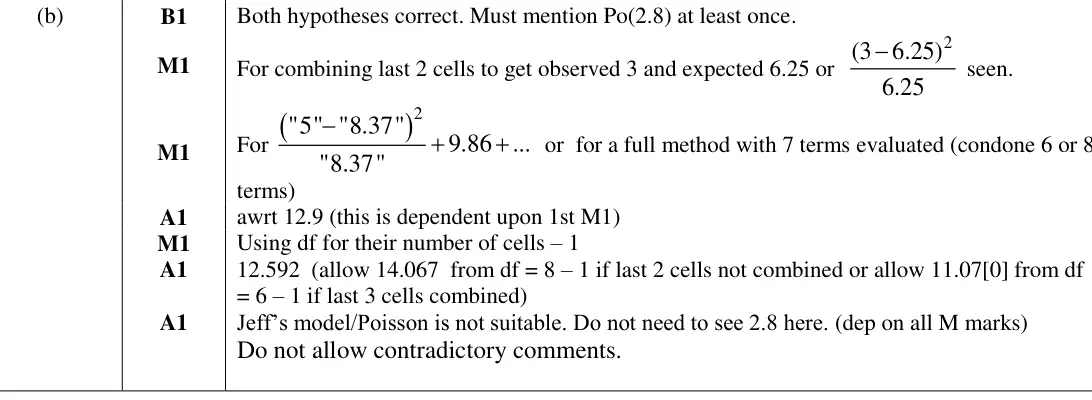 (b) B1 Both hypotheses correct. Must mention Po(2.8) at least once.
M1 For combining last 2 cells to get observed 3 and expected 6.25 or (3 − 6.25)² / 6.25 seen.
M1 For ("5"− "8.37")² / "8.37" + 9.86 + ... or for a full method with 7 terms evaluated (condone 6 or 8
terms)
A1 awrt 12.9 (this is dependent upon 1st M1)
M1 Using df for their number of cells – 1
A1 12.592 (allow 14.067 from df = 8 – 1 if last 2 cells not combined or allow 11.07[0] from df
= 6 – 1 if last 3 cells combined)
A1 Jeff's model/Poisson is not suitable. Do not need to see 2.8 here. (dep on all M marks)
Do not allow contradictory comments.